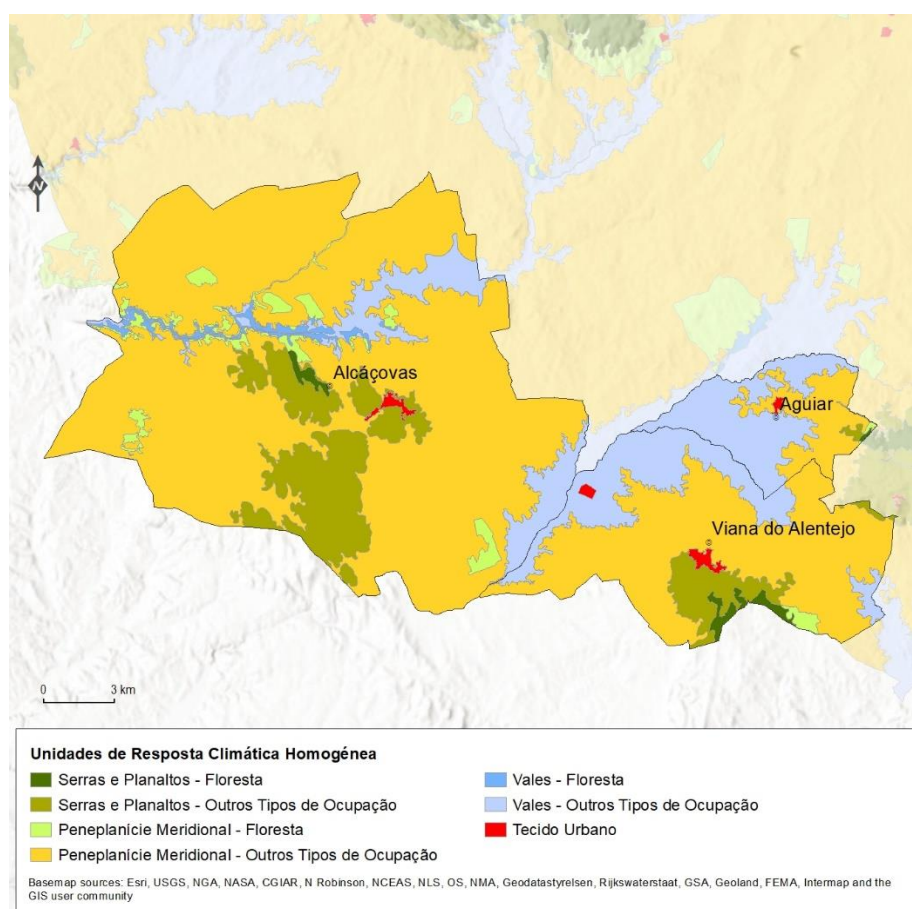 N
Alcáçovas
Aguiar
Viana do Alentejo
0 3 km
Unidades de Resposta Climática Homogénea
Serras e Planaltos - Floresta
Serras e Planaltos - Outros Tipos de Ocupação
Peneplanície Meridional - Floresta
Peneplanície Meridional - Outros Tipos de Ocupação
Vales - Floresta
Vales - Outros Tipos de Ocupação
Tecido Urbano
Basemap sources: Esri, USGS, NGA, NASA, CGIAR, N Robinson, NCEAS, NLS, OS, NMA, Geodatastyrelsen, Rijkswaterstaat, GSA, Geoland, FEMA, Intermap and the
GIS user community